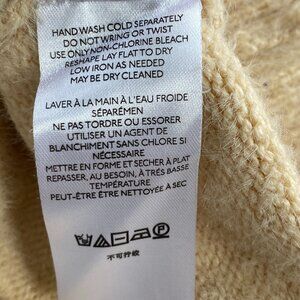 HAND WASH COLD SEPARATELY
DO NOT WRING OR TWIST
USE ONLY NON-CHLORINE BLEACH
RESHAPE LAY FLAT TO DRY
LOW IRON AS NEEDED
MAY BE DRY CLEANED
LAVER À LA MAIN À L'EAU FROIDE
SÉPARÉMEN
NE PAS TORDRE OU ESSORER
UTILISER UN AGENT DE
BLANCHIMENT SANS CHLORE SI
NÉCESSAIRE
METTRE EN FORME ET SECHER À PLAT
REPASSER, AU BESOIN, À TRÉS BASSE
TEMPÉRATURE
PEUT-ÊTRE ÊTRE NETTOYÉE À SEC
P
不可拧绞